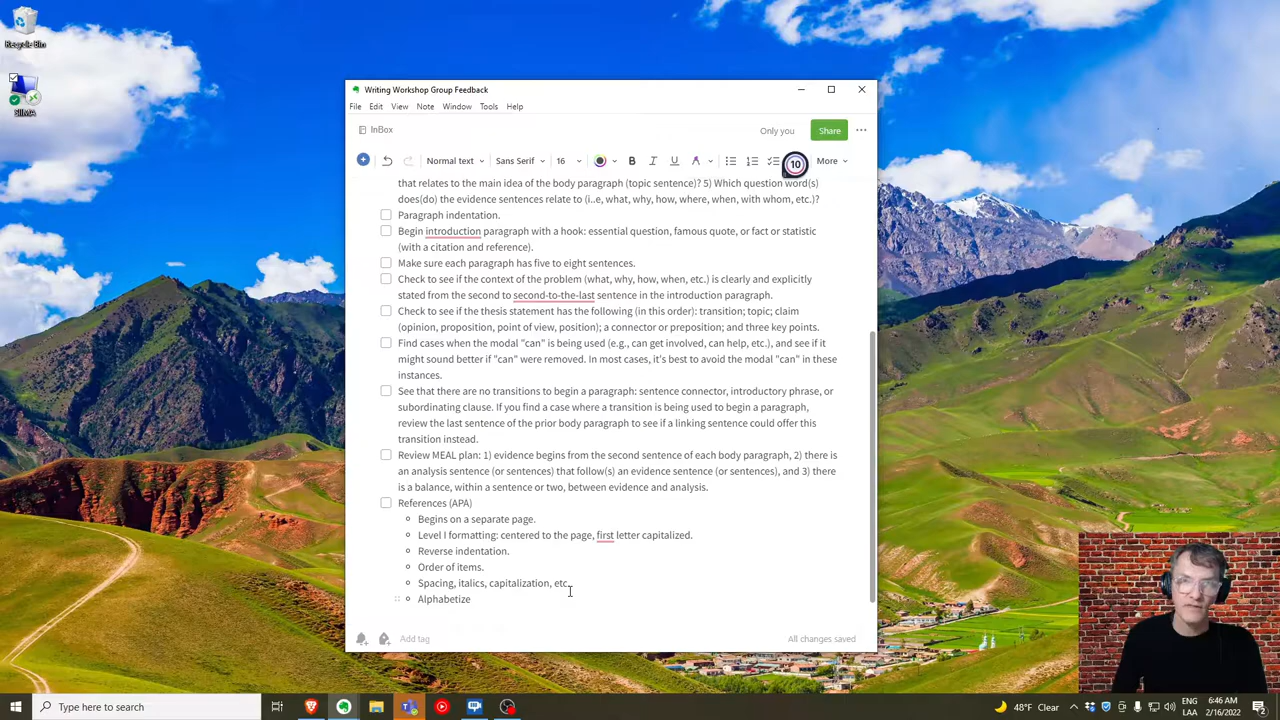 Recycle Bin
SIIMA
Writing Workshop Group Feedback
File Edit View Note Window Tools Help
InBox
Only you
Share
Normal text
Sans Serif
16
B I U A
10
More
that relates to the main idea of the body paragraph (topic sentence)? 5) Which question word(s)
does(do) the evidence sentences relate to (i..e, what, why, how, where, when, with whom, etc.)?
Paragraph indentation.
Begin introduction paragraph with a hook: essential question, famous quote, or fact or statistic
(with a citation and reference).
Make sure each paragraph has five to eight sentences.
Check to see if the context of the problem (what, why, how, when, etc.) is clearly and explicitly
stated from the second to second-to-the-last sentence in the introduction paragraph.
Check to see if the thesis statement has the following (in this order): transition; topic; claim
(opinion, proposition, point of view, position); a connector or preposition; and three key points.
Find cases when the modal "can" is being used (e.g., can get involved, can help, etc.), and see if it
might sound better if "can" were removed. In most cases, it's best to avoid the modal "can" in these
instances.
See that there are no transitions to begin a paragraph: sentence connector, introductory phrase, or
subordinating clause. If you find a case where a transition is being used to begin a paragraph,
review the last sentence of the prior body paragraph to see if a linking sentence could offer this
transition instead.
Review MEAL plan: 1) evidence begins from the second sentence of each body paragraph, 2) there is
an analysis sentence (or sentences) that follow(s) an evidence sentence (or sentences), and 3) there
is a balance, within a sentence or two, between evidence and analysis.
References (APA)
Begins on a separate page.
Level I formatting: centered to the page, first letter capitalized.
Reverse indentation.
Order of items.
Spacing, italics, capitalization, etc.
Alphabetize
Add tag
All changes saved
Type here to search
48°F Clear
ENG
LAA
6:46 AM
2/16/2022
2